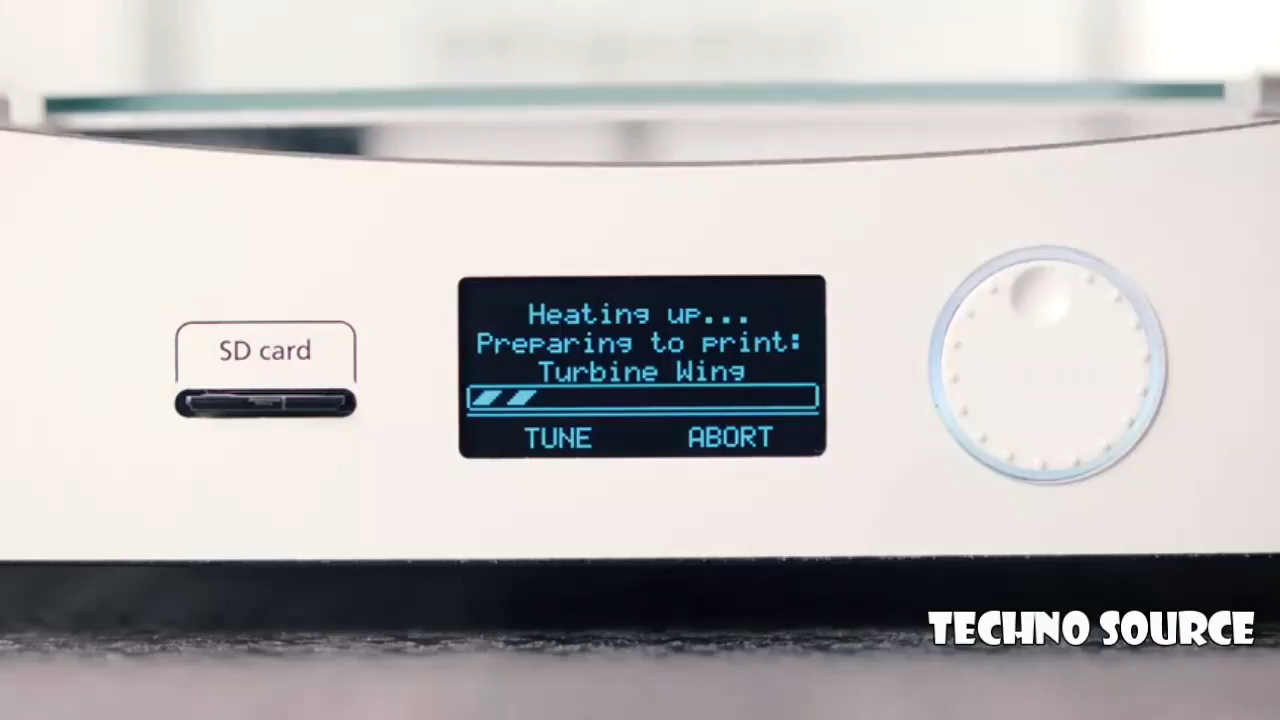 SD card
Heating up...
Preparing to print:
Turbine Wing
TUNE ABORT
TECHNO SOURCE